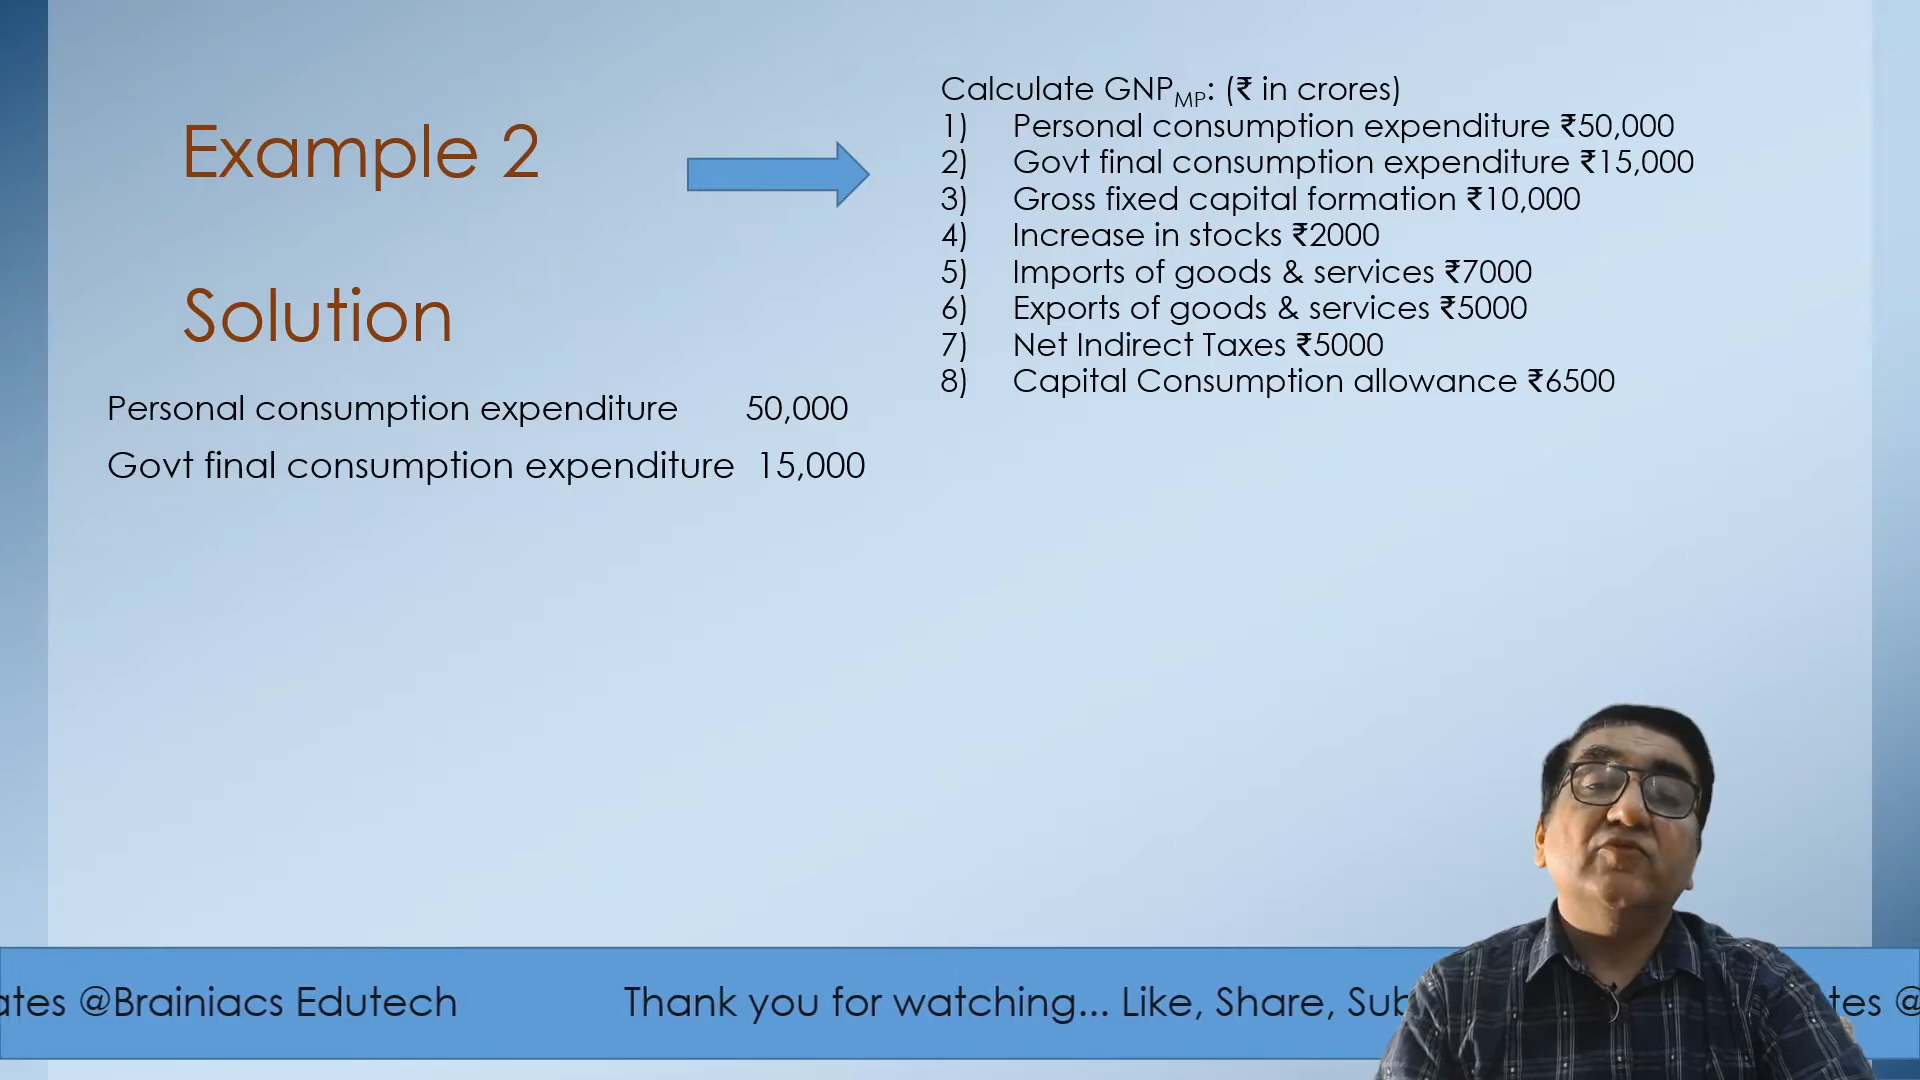 Example 2
Solution
Personal consumption expenditure 50,000
Govt final consumption expenditure 15,000
Calculate GNPMP: (₹ in crores)
1) Personal consumption expenditure ₹50,000
2) Govt final consumption expenditure ₹15,000
3) Gross fixed capital formation ₹10,000
4) Increase in stocks ₹2000
5) Imports of goods & services ₹7000
6) Exports of goods & services ₹5000
7) Net Indirect Taxes ₹5000
8) Capital Consumption allowance ₹6500
@Brainiacs Edutech Thank you for watching... Like, Share, @